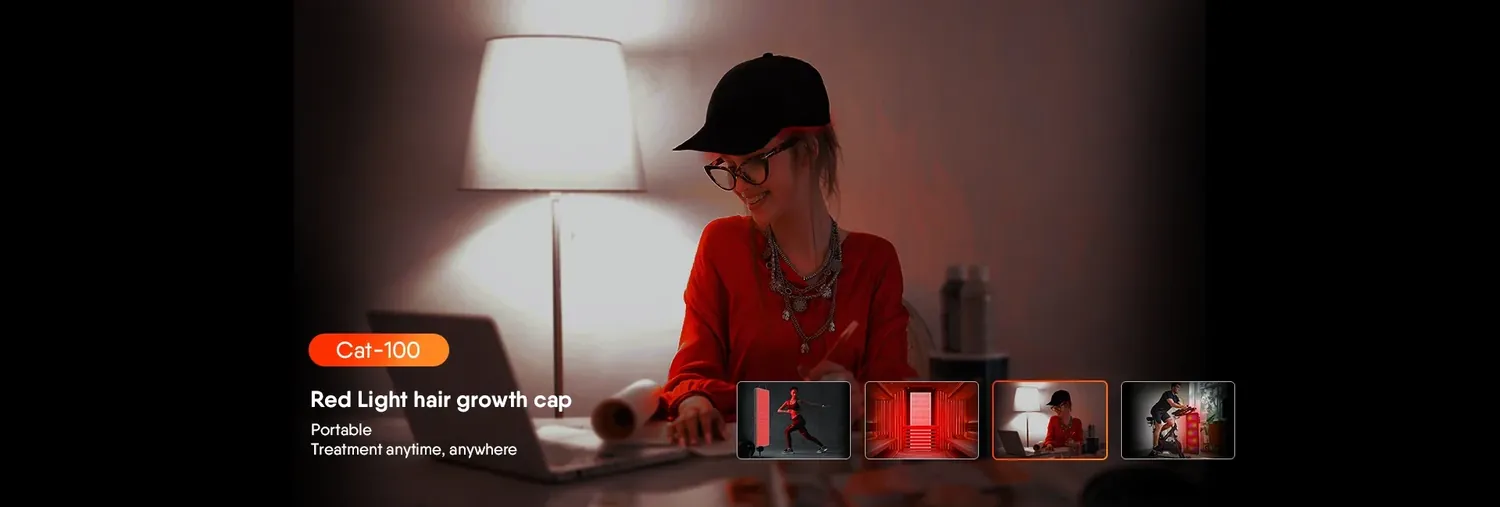 Cat-100
Red Light hair growth cap
Portable
Treatment anytime, anywhere